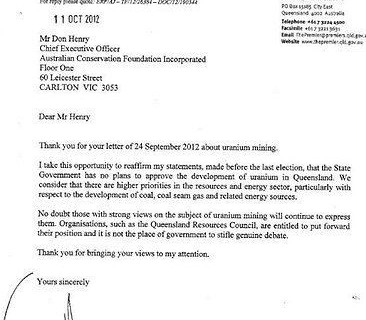 For reply please quote:
PO Box 15185 City East
Queensland 4002 Australia
11 OCT 2012
Telephone +61 7 3224 4500
Facsimile +61 7 3221 3631
Email ThePremier@premiers.qld.gov.au
Website www.thepremier.qld.gov.au
Mr Don Henry
Chief Executive Officer
Australian Conservation Foundation Incorporated
Floor One
60 Leicester Street
CARLTON VIC 3053
Dear Mr Henry
Thank you for your letter of 24 September 2012 about uranium mining.
I take this opportunity to reaffirm my statements, made before the last election, that the State
Government has no plans to approve the development of uranium in Queensland. We
consider that there are higher priorities in the resources and energy sector, particularly with
respect to the development of coal, coal seam gas and related energy sources.
No doubt those with strong views on the subject of uranium mining will continue to express
them. Organisations, such as the Queensland Resources Council, are entitled to put forward
their position and it is not the place of government to stifle genuine debate.
Thank you for bringing your views to my attention.
Yours sincerely